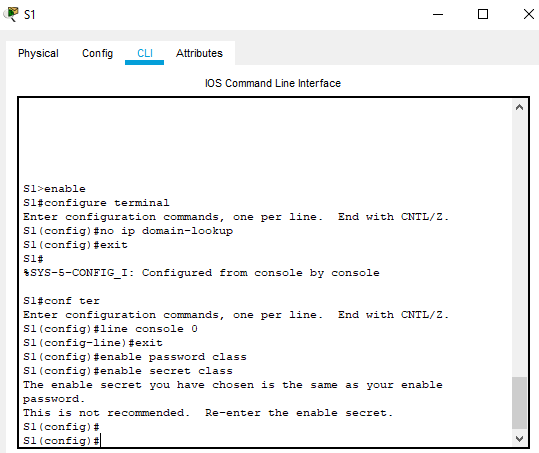 S1
Physical Config CLI Attributes
IOS Command Line Interface
S1>enable
S1#configure terminal
Enter configuration commands, one per line.  End with CNTL/Z.
S1(config)#no ip domain-lookup
S1(config)#exit
S1#
%SYS-5-CONFIG_I: Configured from console by console
S1#conf ter
Enter configuration commands, one per line.  End with CNTL/Z.
S1(config)#line console 0
S1(config-line)#exit
S1(config)#enable password class
S1(config)#enable secret class
The enable secret you have chosen is the same as your enable
password.
This is not recommended.  Re-enter the enable secret.
S1(config)#
S1(config)#